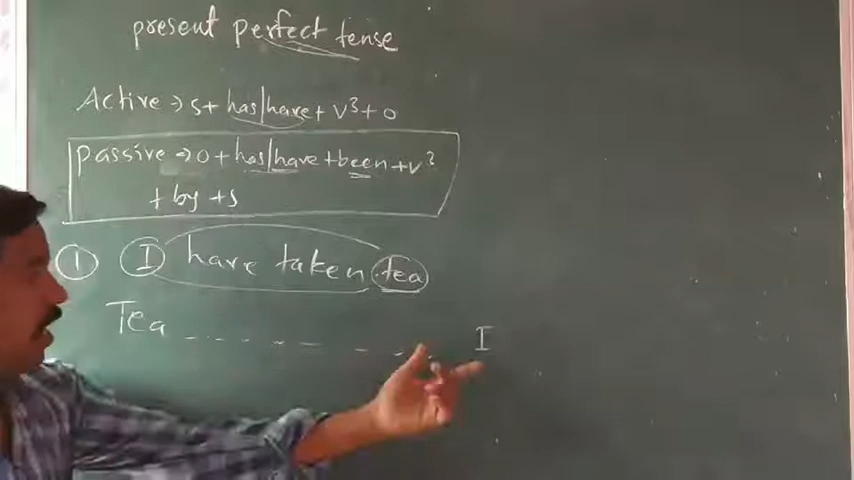 present perfect tense
Active → s+ has|have + v³ + o
passive → o + has|have + been + v³
+ by + s
① I have taken tea
Tea ---------- I